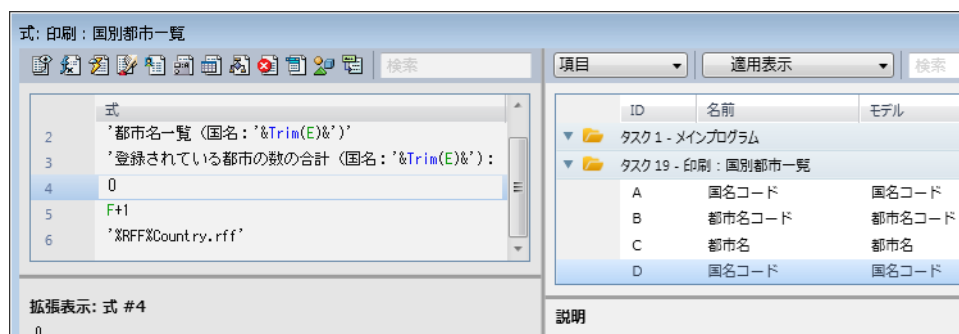 式: 印刷：国別都市一覧
検索
式
2 '都市名一覧（国名：'&Trim(E)&'）'
3 '登録されている都市の数の合計（国名：'&Trim(E)&'）：
4 0
5 F+1
6 '%RFF%Country.rff'
拡張表示: 式 #4
0
項目 適用表示 検索
ID 名前 モデル
タスク1 - メインプログラム
タスク19 - 印刷：国別都市一覧
A 国名コード 国名コード
B 都市名コード 都市名コード
C 都市名 都市名
D 国名コード 国名コード
説明